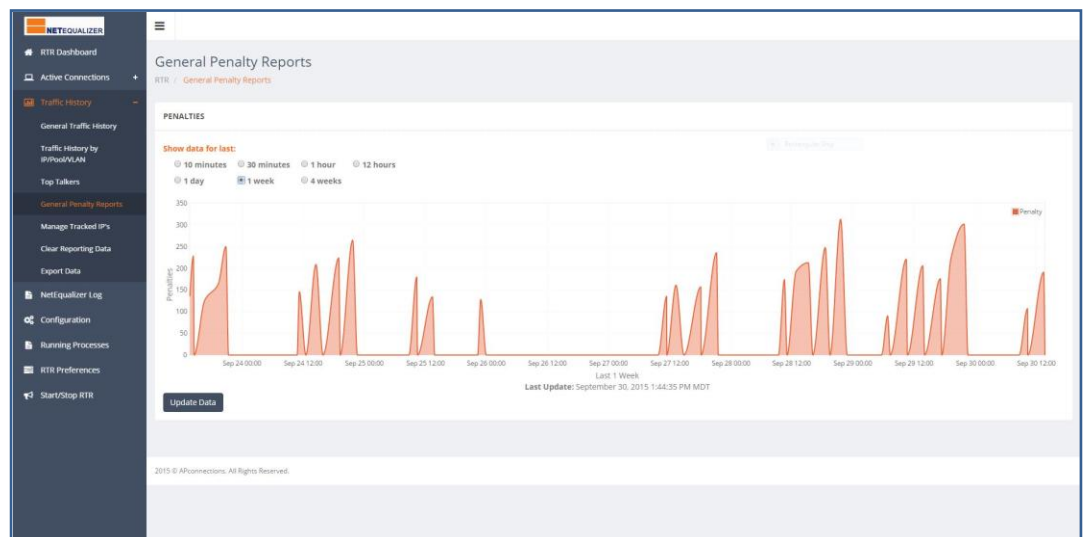 NETEQUALIZER
RTR Dashboard
Active Connections +
Traffic History −
General Traffic History
Traffic History by
IP/Pool/VLAN
Top Talkers
General Penalty Reports
Manage Tracked IP's
Clear Reporting Data
Export Data
NetEqualizer Log
Configuration
Running Processes
RTR Preferences
Start/Stop RTR
General Penalty Reports
RTR / General Penalty Reports
PENALTIES
Show data for last:
10 minutes 30 minutes 1 hour 12 hours
1 day 1 week 4 weeks
Penalty
Penalties
350
300
250
200
150
100
50
0
Sep 24 00:00 Sep 24 12:00 Sep 25 00:00 Sep 25 12:00 Sep 26 00:00 Sep 26 12:00 Sep 27 00:00 Sep 27 12:00 Sep 28 00:00 Sep 28 12:00 Sep 29 00:00 Sep 29 12:00 Sep 30 00:00 Sep 30 12:00
Last 1 Week
Last Update: September 30, 2015 1:44:35 PM MDT
Update Data
2015 © APconnections. All Rights Reserved.